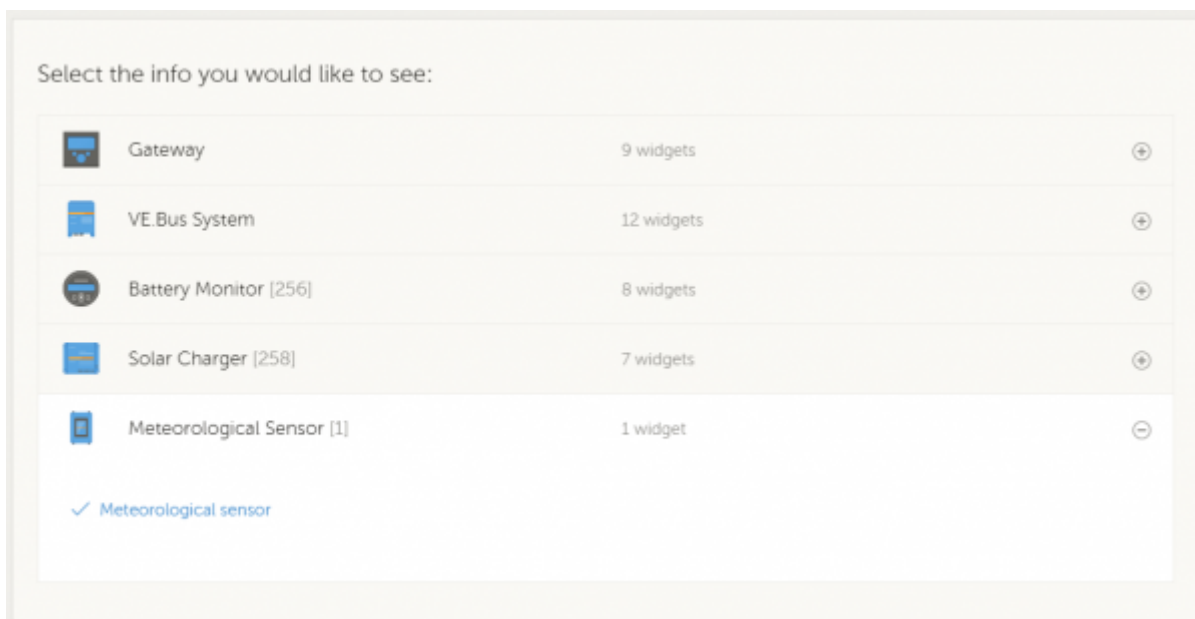 Select the info you would like to see:
Gateway 9 widgets
VE.Bus System 12 widgets
Battery Monitor [256] 8 widgets
Solar Charger [258] 7 widgets
Meteorological Sensor [1] 1 widget
Meteorological sensor